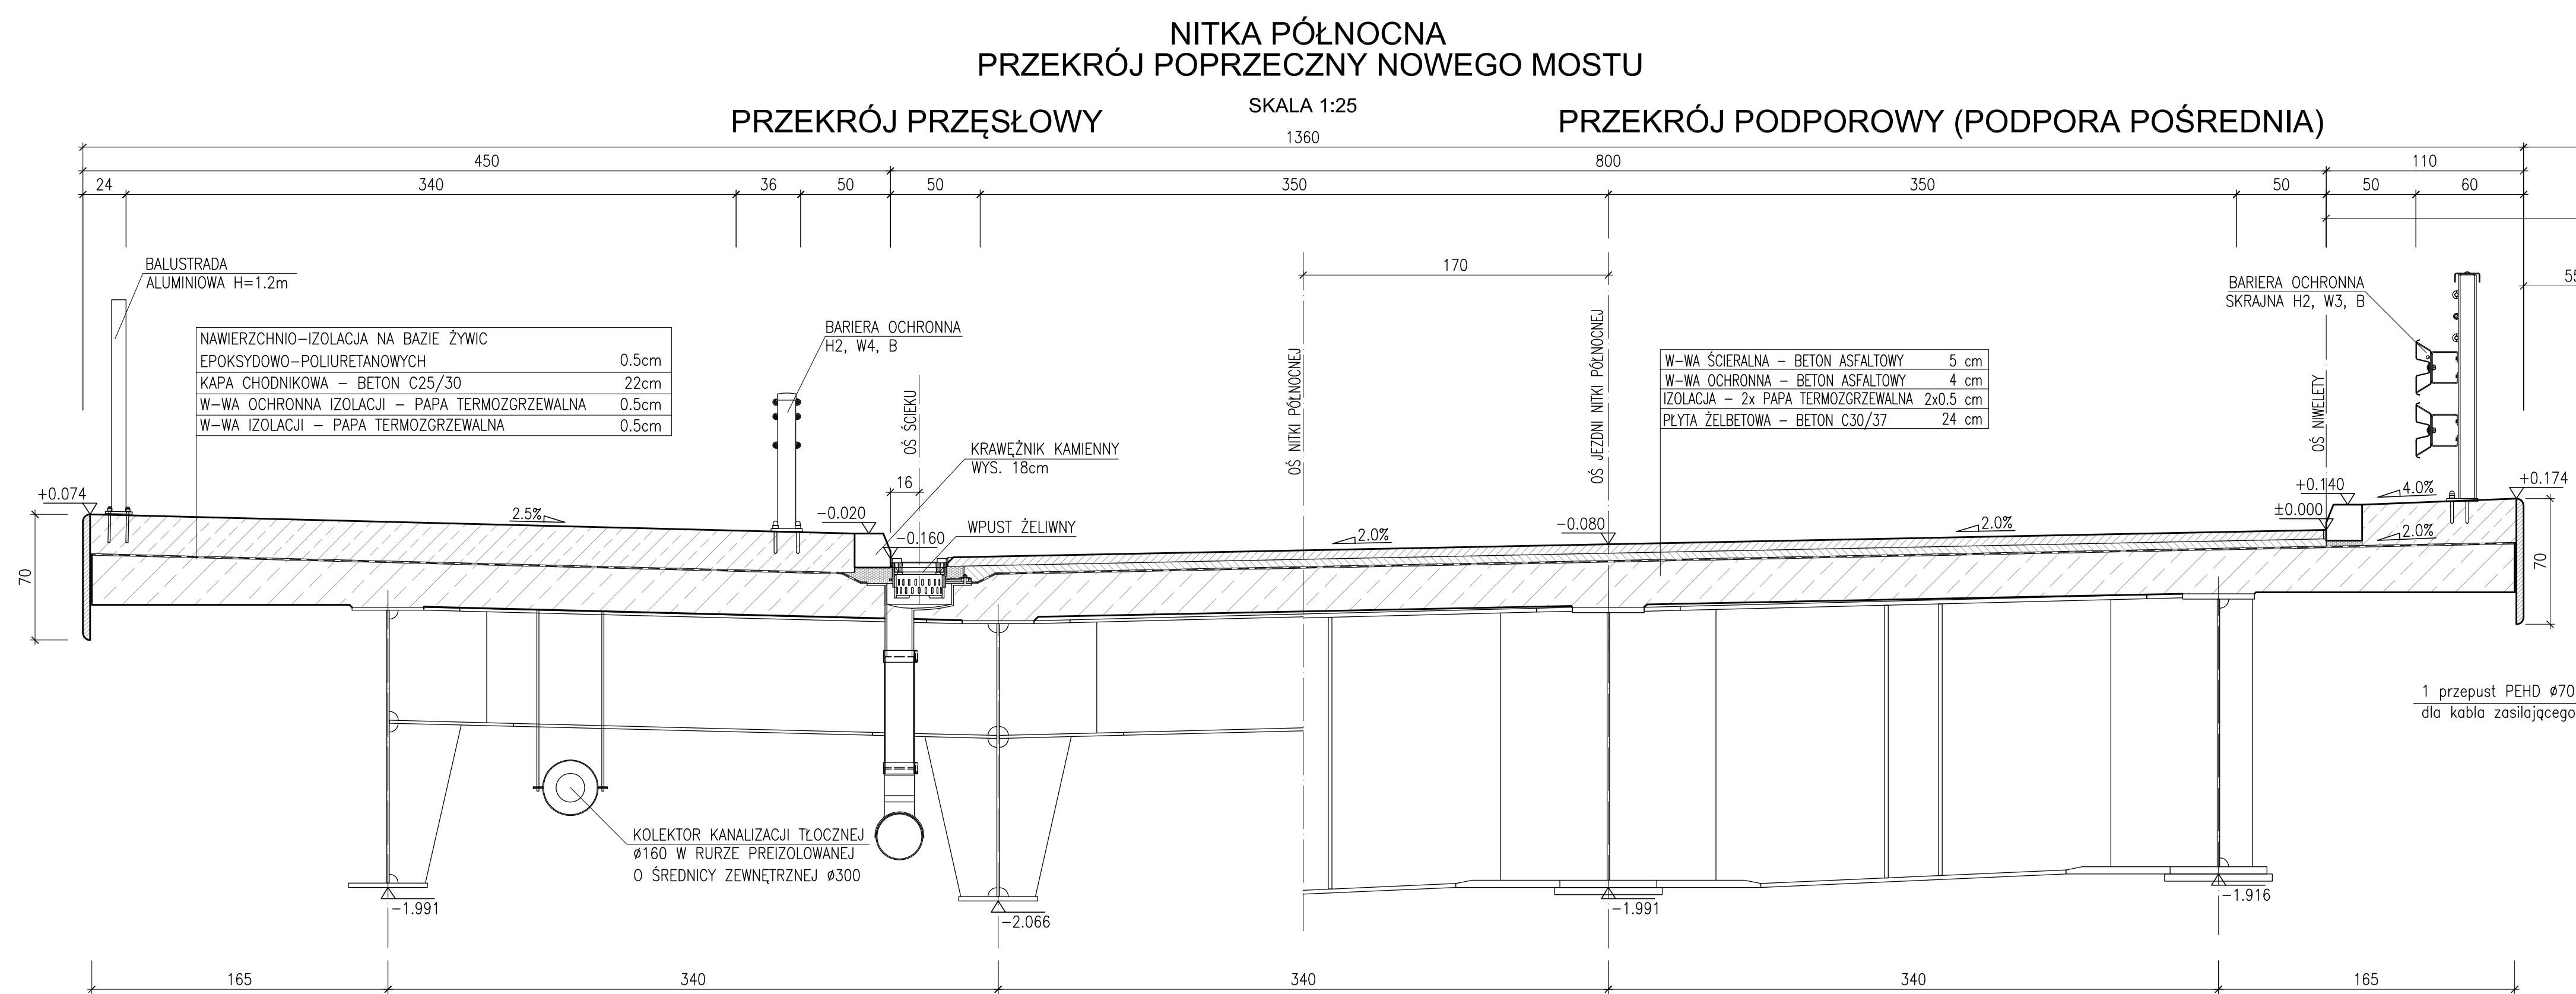 NITKA PÓŁNOCNA
PRZEKRÓJ POPRZECZNY NOWEGO MOSTU
SKALA 1:25
PRZEKRÓJ PRZĘSŁOWY
PRZEKRÓJ PODPOROWY (PODPORA POŚREDNIA)
1360
450
800
110
24
340
36
50
50
350
350
50
50
60
170
55
BALUSTRADA
ALUMINIOWA H=1.2m
BARIERA OCHRONNA
H2, W4, B
BARIERA OCHRONNA
SKRAJNA H2, W3, B
NAWIERZCHNIO-IZOLACJA NA BAZIE ŻYWIC
EPOKSYDOWO-POLIURETANOWYCH 0.5cm
KAPA CHODNIKOWA - BETON C25/30 22cm
W-WA OCHRONNA IZOLACJI - PAPA TERMOZGRZEWALNA 0.5cm
W-WA IZOLACJI - PAPA TERMOZGRZEWALNA 0.5cm
OŚ ŚCIEKU
OŚ NITKI PÓŁNOCNEJ
OŚ JEZDNI NITKI PÓŁNOCNEJ
OŚ NIWELETY
W-WA ŚCIERALNA - BETON ASFALTOWY 5 cm
W-WA OCHRONNA - BETON ASFALTOWY 4 cm
IZOLACJA - 2x PAPA TERMOZGRZEWALNA 2x0.5 cm
PŁYTA ŻELBETOWA - BETON C30/37 24 cm
KRAWĘŻNIK KAMIENNY
WYS. 18cm
16
WPUST ŻELIWNY
+0.074
2.5%
-0.020
-0.160
2.0%
-0.080
2.0%
±0.000
+0.140
4.0%
2.0%
+0.174
70
70
KOLEKTOR KANALIZACJI TŁOCZNEJ
ø160 W RURZE PREIZOLOWANEJ
O ŚREDNICY ZEWNĘTRZNEJ ø300
1 przepust PEHD ø70
dla kabla zasilającego
-1.991
-2.066
-1.991
-1.916
165
340
340
340
165